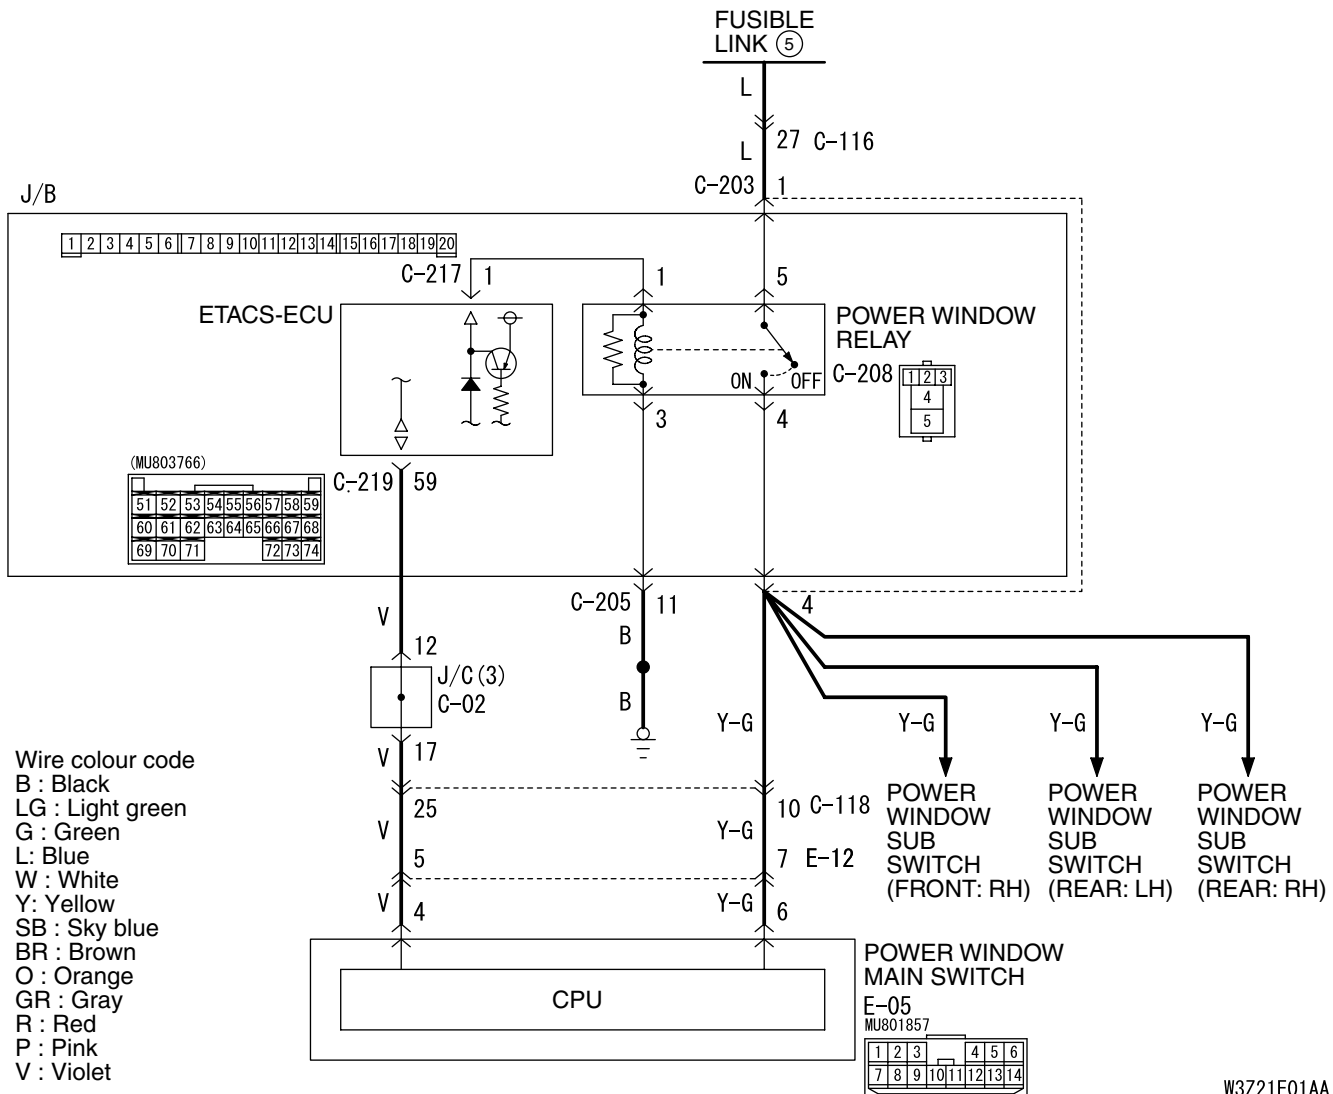 FUSIBLE
LINK 5
L
27 C-116
L
C-203 1
J/B
1 2 3 4 5 6 7 8 9 10 11 12 13 14 15 16 17 18 19 20
C-217 1
1
5
ETACS-ECU
POWER WINDOW
RELAY
ON OFF
C-208
1 2 3
4
5
3
4
(MU803766)
C-219 59
51 52 53 54 55 56 57 58 59
60 61 62 63 64 65 66 67 68
69 70 71 72 73 74
C-205 11
4
V
12
B
J/C(3)
C-02
B
Y-G
Y-G
Y-G
Y-G
V
17
POWER
WINDOW
SUB
SWITCH
(FRONT: RH)
POWER
WINDOW
SUB
SWITCH
(REAR: LH)
POWER
WINDOW
SUB
SWITCH
(REAR: RH)
Wire colour code
B : Black
LG : Light green
G : Green
L: Blue
W : White
Y: Yellow
SB : Sky blue
BR : Brown
O : Orange
GR : Gray
R : Red
P : Pink
V : Violet
25
10 C-118
V
Y-G
5
7 E-12
V
4
Y-G
6
POWER WINDOW
MAIN SWITCH
CPU
E-05
MU801857
1 2 3 4 5 6
7 8 9 10 11 12 13 14
W3Z21E01AA